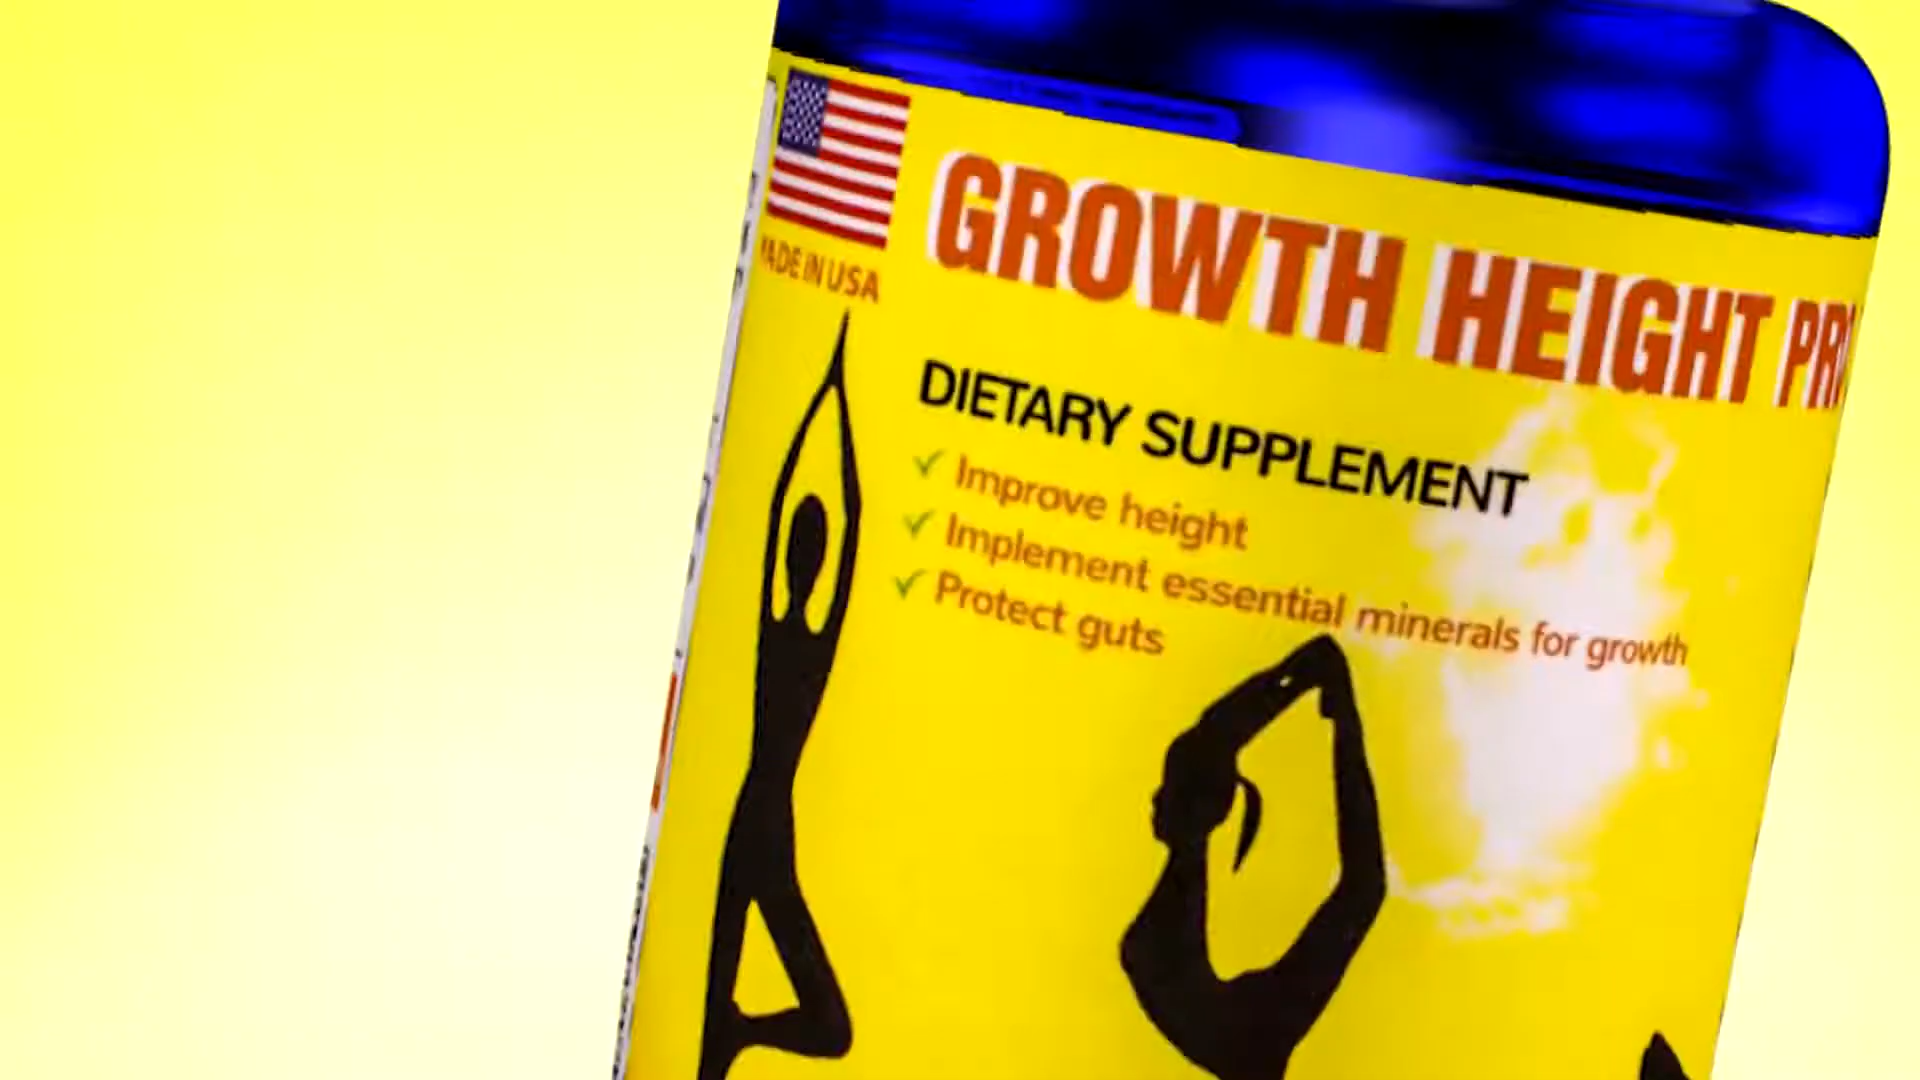 MADE IN USA
GROWTH HEIGHT
DIETARY SUPPLEMENT
✓ Improve height
✓ Implement essential minerals for growth
✓ Protect guts